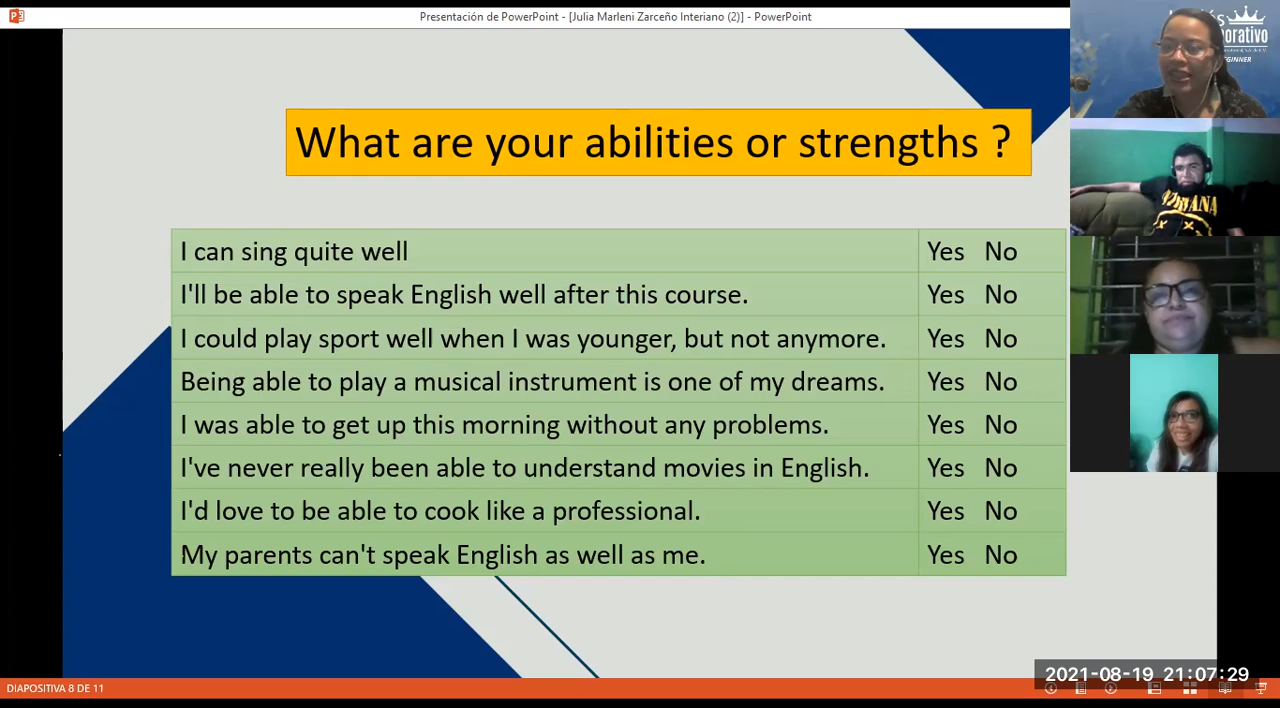 Presentación de PowerPoint - [Julia Marleni Zarceño Interiano (2)] - PowerPoint
What are your abilities or strengths ?
I can sing quite well Yes No
I'll be able to speak English well after this course. Yes No
I could play sport well when I was younger, but not anymore. Yes No
Being able to play a musical instrument is one of my dreams. Yes No
I was able to get up this morning without any problems. Yes No
I've never really been able to understand movies in English. Yes No
I'd love to be able to cook like a professional. Yes No
My parents can't speak English as well as me. Yes No
DIAPOSITIVA 8 DE 11
2021-08-19 21:07:29